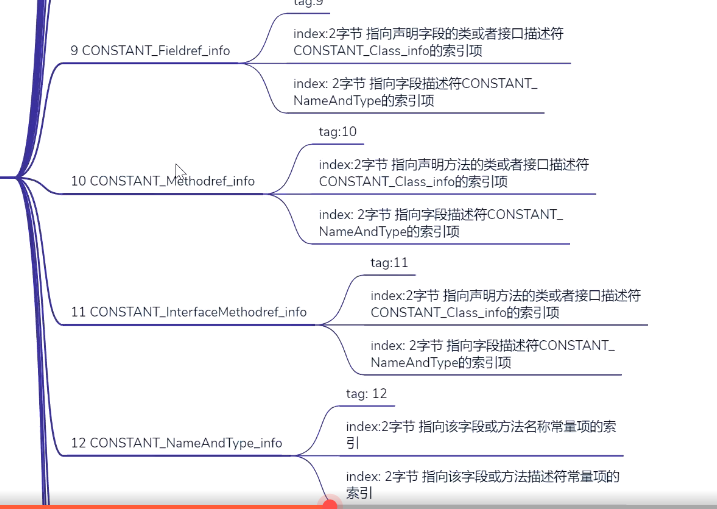 tag:9
9 CONSTANT_Fieldref_info
index:2字节 指向声明字段的类或者接口描述符
CONSTANT_Class_info的索引项
index: 2字节 指向字段描述符CONSTANT_
NameAndType的索引项
tag:10
10 CONSTANT_Methodref_info
index:2字节 指向声明方法的类或者接口描述符
CONSTANT_Class_info的索引项
index: 2字节 指向字段描述符CONSTANT_
NameAndType的索引项
tag:11
11 CONSTANT_InterfaceMethodref_info
index:2字节 指向声明方法的类或者接口描述符
CONSTANT_Class_info的索引项
index: 2字节 指向字段描述符CONSTANT_
NameAndType的索引项
tag: 12
12 CONSTANT_NameAndType_info
index:2字节 指向该字段或方法名称常量项的索
引
index: 2字节 指向该字段或方法描述符常量项的
索引